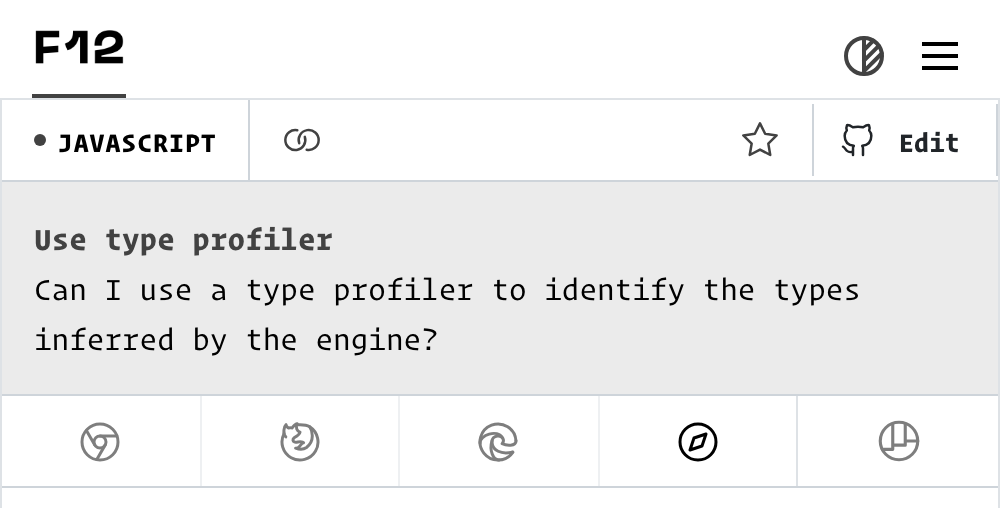 F12
JAVASCRIPT
Edit
Use type profiler
Can I use a type profiler to identify the types
inferred by the engine?